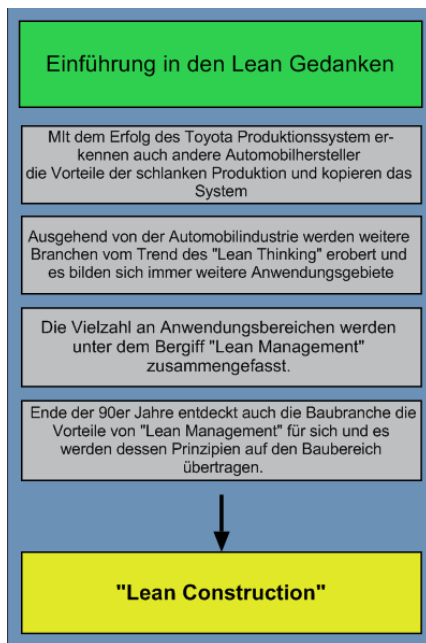 Einführung in den Lean Gedanken
MIt dem Erfolg des Toyota Produktionssystem er-
kennen auch andere Automobilhersteller
die Vorteile der schlanken Produktion und kopieren das
System
Ausgehend von der Automobilindustrie werden weitere
Branchen vom Trend des "Lean Thinking" erobert und
es bilden sich immer weitere Anwendungsgebiete
Die Vielzahl an Anwendungsbereichen werden
unter dem Bergiff "Lean Management"
zusammengefasst.
Ende der 90er Jahre entdeckt auch die Baubranche die
Vorteile von "Lean Management" für sich und es
werden dessen Prinzipien auf den Baubereich
übertragen.
"Lean Construction"